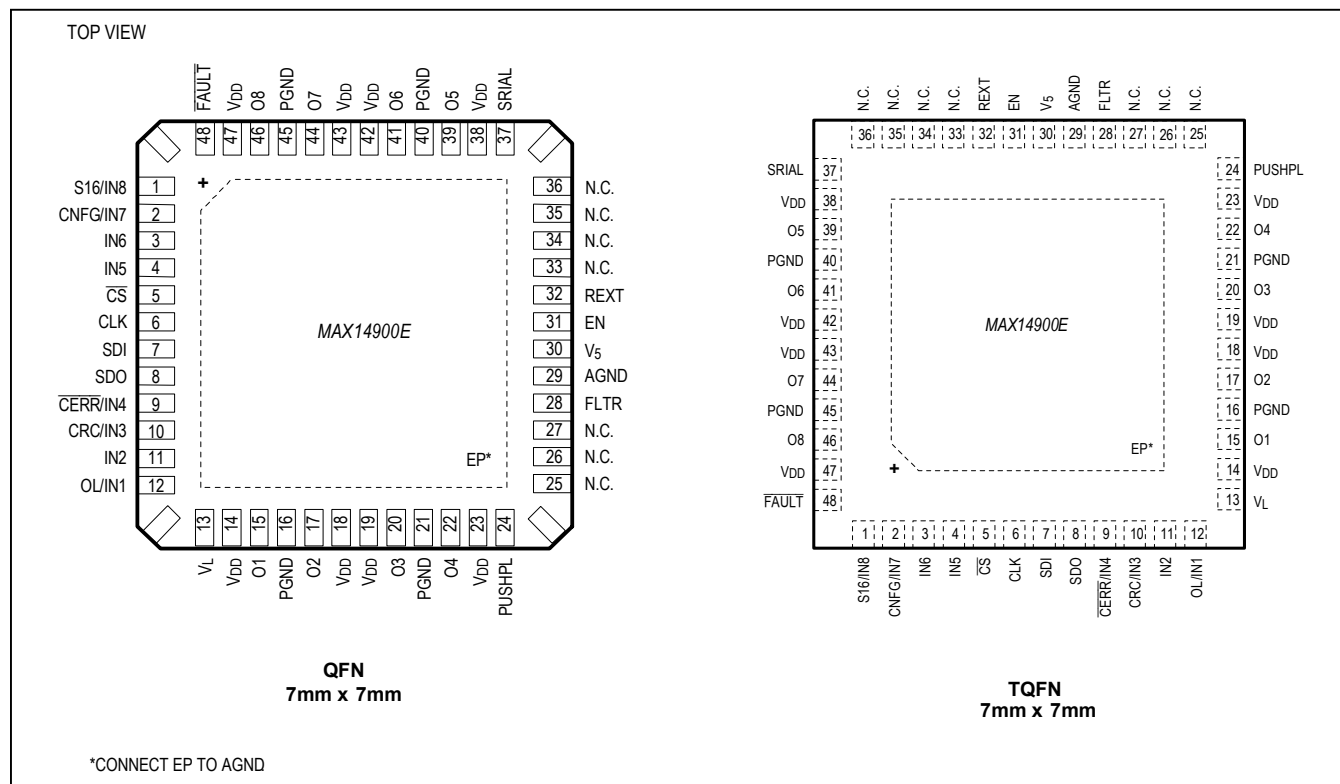 TOP VIEW
FAULT VDD O8 PGND O7 VDD VDD O6 PGND O5 VDD SRIAL
48 47 46 45 44 43 42 41 40 39 38 37
S16/IN8 1
CNFG/IN7 2
IN6 3
IN5 4
CS 5
CLK 6
SDI 7
SDO 8
CERR/IN4 9
CRC/IN3 10
IN2 11
OL/IN1 12
+
MAX14900E
EP*
36 N.C.
35 N.C.
34 N.C.
33 N.C.
32 REXT
31 EN
30 V5
29 AGND
28 FLTR
27 N.C.
26 N.C.
25 N.C.
13 14 15 16 17 18 19 20 21 22 23 24
VL VDD O1 PGND O2 VDD VDD O3 PGND O4 VDD PUSHPL
QFN
7mm x 7mm
N.C. N.C. N.C. N.C. REXT EN V5 AGND FLTR N.C. N.C. N.C.
36 35 34 33 32 31 30 29 28 27 26 25
SRIAL 37
VDD 38
O5 39
PGND 40
O6 41
VDD 42
VDD 43
O7 44
PGND 45
O8 46
VDD 47
FAULT 48
MAX14900E
EP*
+
24 PUSHPL
23 VDD
22 O4
21 PGND
20 O3
19 VDD
18 VDD
17 O2
16 PGND
15 O1
14 VDD
13 VL
1 2 3 4 5 6 7 8 9 10 11 12
S16/IN8 CNFG/IN7 IN6 IN5 CS CLK SDI SDO CERR/IN4 CRC/IN3 IN2 OL/IN1
TQFN
7mm x 7mm
*CONNECT EP TO AGND.